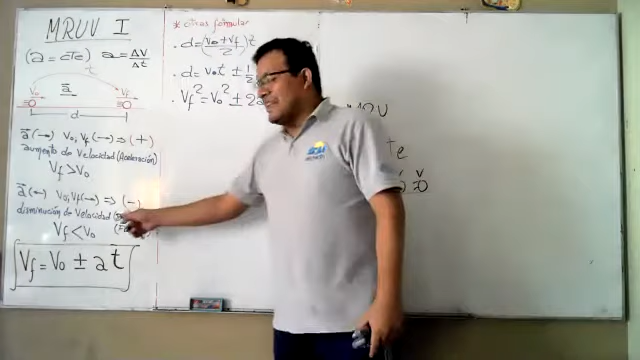 MRUV I
(a = cTe) a = ΔV/Δt
t
V₀ a Vf
d
a(→) V₀, Vf(→) ⇒ (+)
aumento de Velocidad (Aceleración)
Vf > V₀
a(←) V₀, Vf(→) ⇒ (-)
disminución de Velocidad
Vf < V₀
Vf = V₀ ± a t
* otras formulas
• d = (V₀ + Vf / 2) t
• d = V₀t ± 1/2
• Vf² = V₀² ± 2a
MRU
te
V